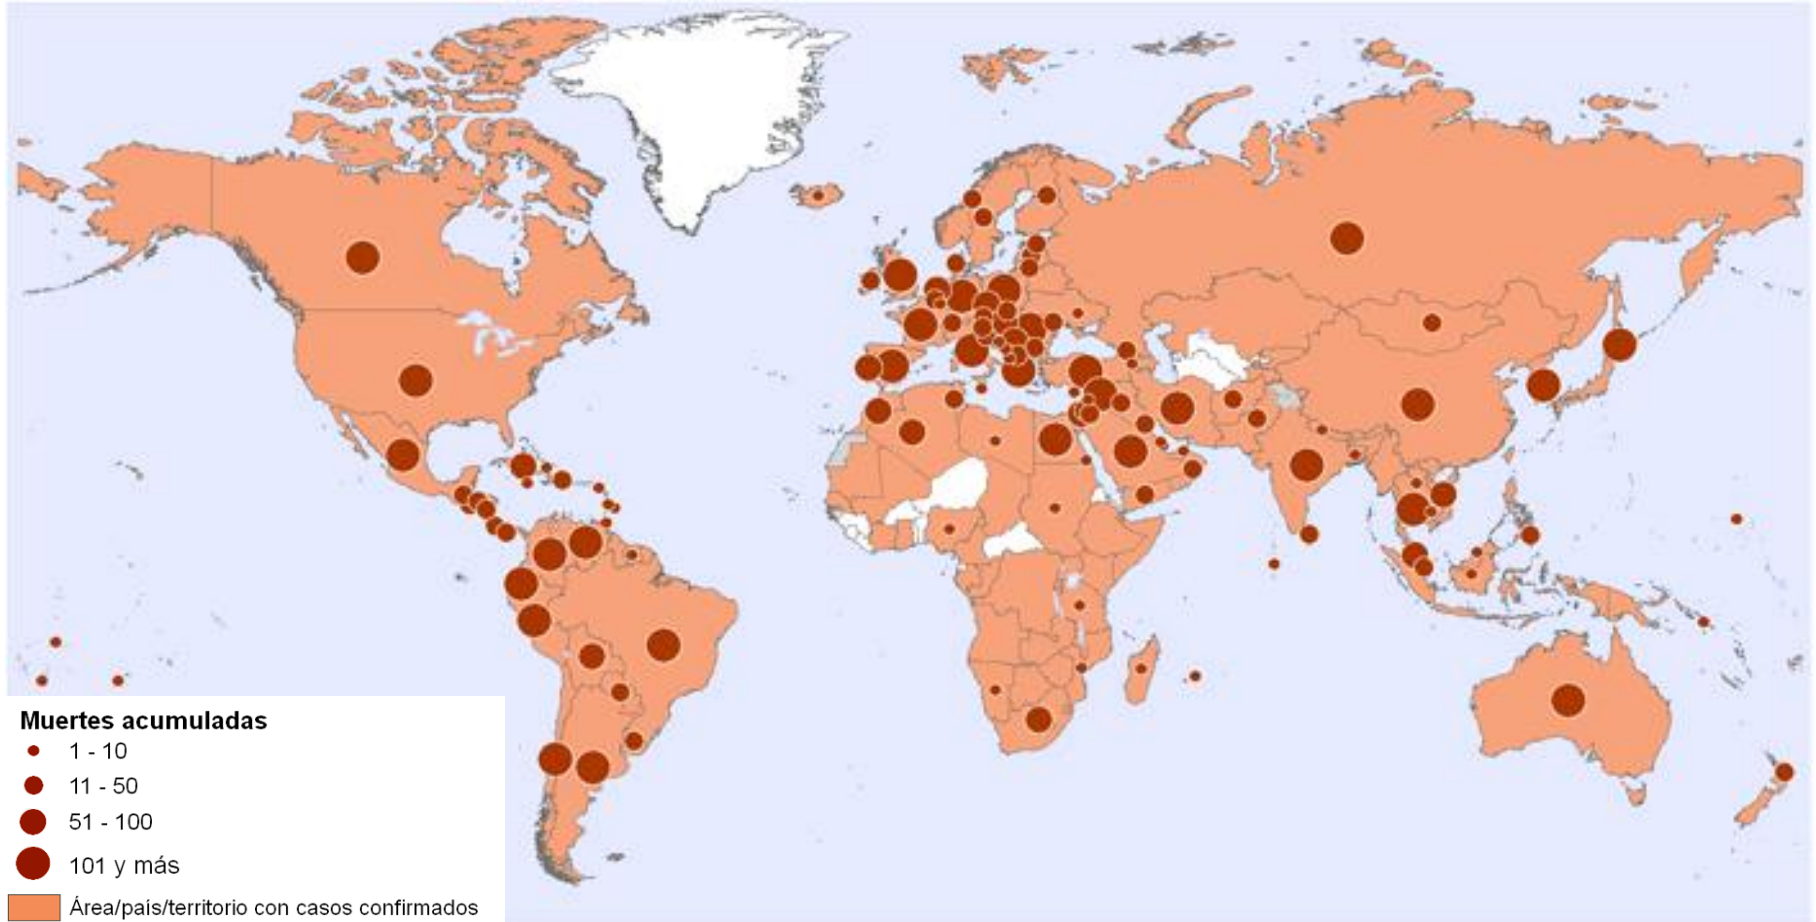 Muertes acumuladas
1 - 10
11 - 50
51 - 100
101 y más
Área/país/territorio con casos confirmados